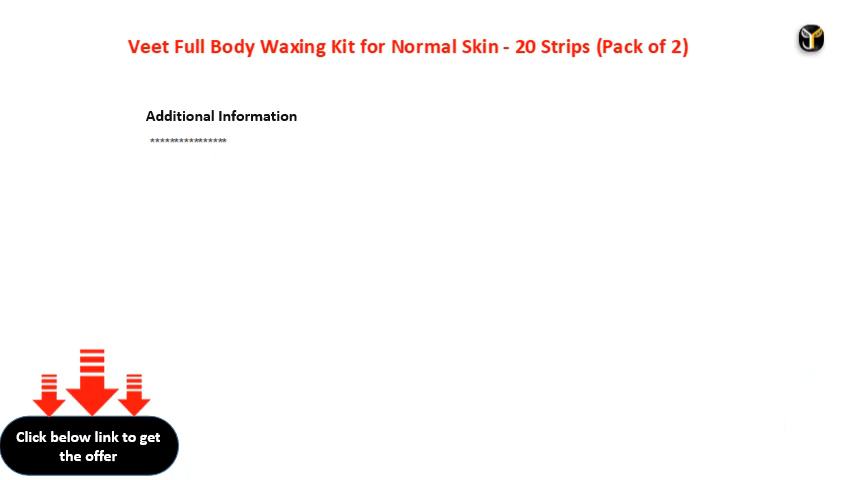 Veet Full Body Waxing Kit for Normal Skin - 20 Strips (Pack of 2)
Additional Information
****************
Click below link to get
the offer